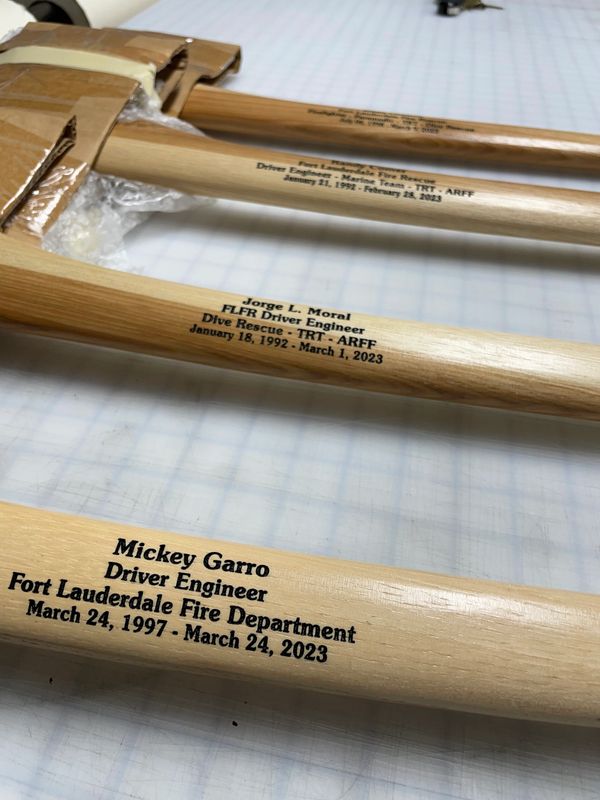 Fort Lauderdale Fire Rescue
Driver Engineer - Marine Team - TRT - ARFF
January 21, 1992 - February 28, 2023
Jorge L. Moral
FLFR Driver Engineer
Dive Rescue - TRT - ARFF
January 18, 1992 - March 1, 2023
Mickey Garro
Driver Engineer
Fort Lauderdale Fire Department
March 24, 1997 - March 24, 2023